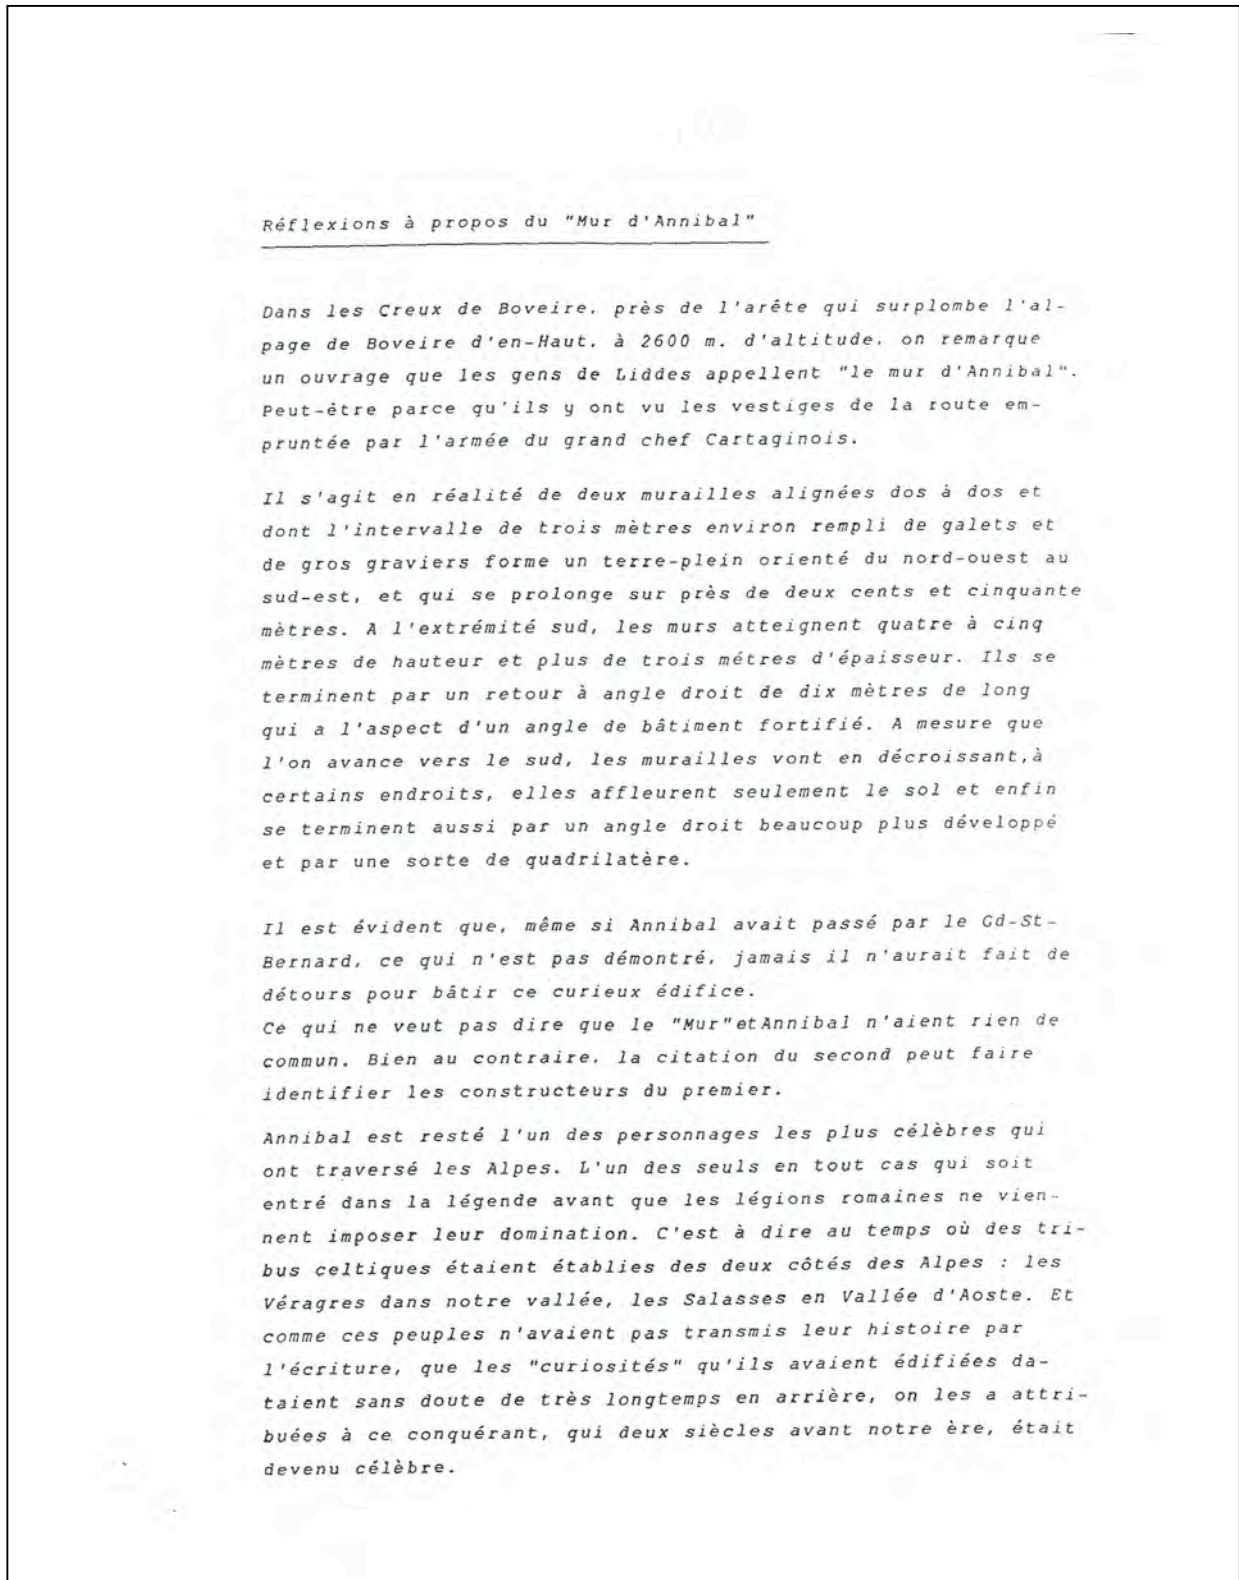 Réflexions à propos du "Mur d'Annibal"
Dans les Creux de Boveire, près de l'arête qui surplombe l'al-
page de Boveire d'en-Haut, à 2600 m. d'altitude, on remarque
un ouvrage que les gens de Liddes appellent "le mur d'Annibal".
Peut-être parce qu'ils y ont vu les vestiges de la route em-
pruntée par l'armée du grand chef Cartaginois.
Il s'agit en réalité de deux murailles alignées dos à dos et
dont l'intervalle de trois mètres environ rempli de galets et
de gros graviers forme un terre-plein orienté du nord-ouest au
sud-est, et qui se prolonge sur près de deux cents et cinquante
mètres. A l'extrémité sud, les murs atteignent quatre à cinq
mètres de hauteur et plus de trois métres d'épaisseur. Ils se
terminent par un retour à angle droit de dix mètres de long
qui a l'aspect d'un angle de bâtiment fortifié. A mesure que
l'on avance vers le sud, les murailles vont en décroissant,à
certains endroits, elles affleurent seulement le sol et enfin
se terminent aussi par un angle droit beaucoup plus développé
et par une sorte de quadrilatère.
Il est évident que, même si Annibal avait passé par le Gd-St-
Bernard, ce qui n'est pas démontré, jamais il n'aurait fait de
détours pour bâtir ce curieux édifice.
Ce qui ne veut pas dire que le "Mur"etAnnibal n'aient rien de
commun. Bien au contraire, la citation du second peut faire
identifier les constructeurs du premier.
Annibal est resté l'un des personnages les plus célèbres qui
ont traversé les Alpes. L'un des seuls en tout cas qui soit
entré dans la légende avant que les légions romaines ne vien-
nent imposer leur domination. C'est à dire au temps où des tri-
bus celtiques étaient établies des deux côtés des Alpes : les
Véragres dans notre vallée, les Salasses en Vallée d'Aoste. Et
comme ces peuples n'avaient pas transmis leur histoire par
l'écriture, que les "curiosités" qu'ils avaient édifiées da-
taient sans doute de très longtemps en arrière, on les a attri-
buées à ce conquérant, qui deux siècles avant notre ère, était
devenu célèbre.